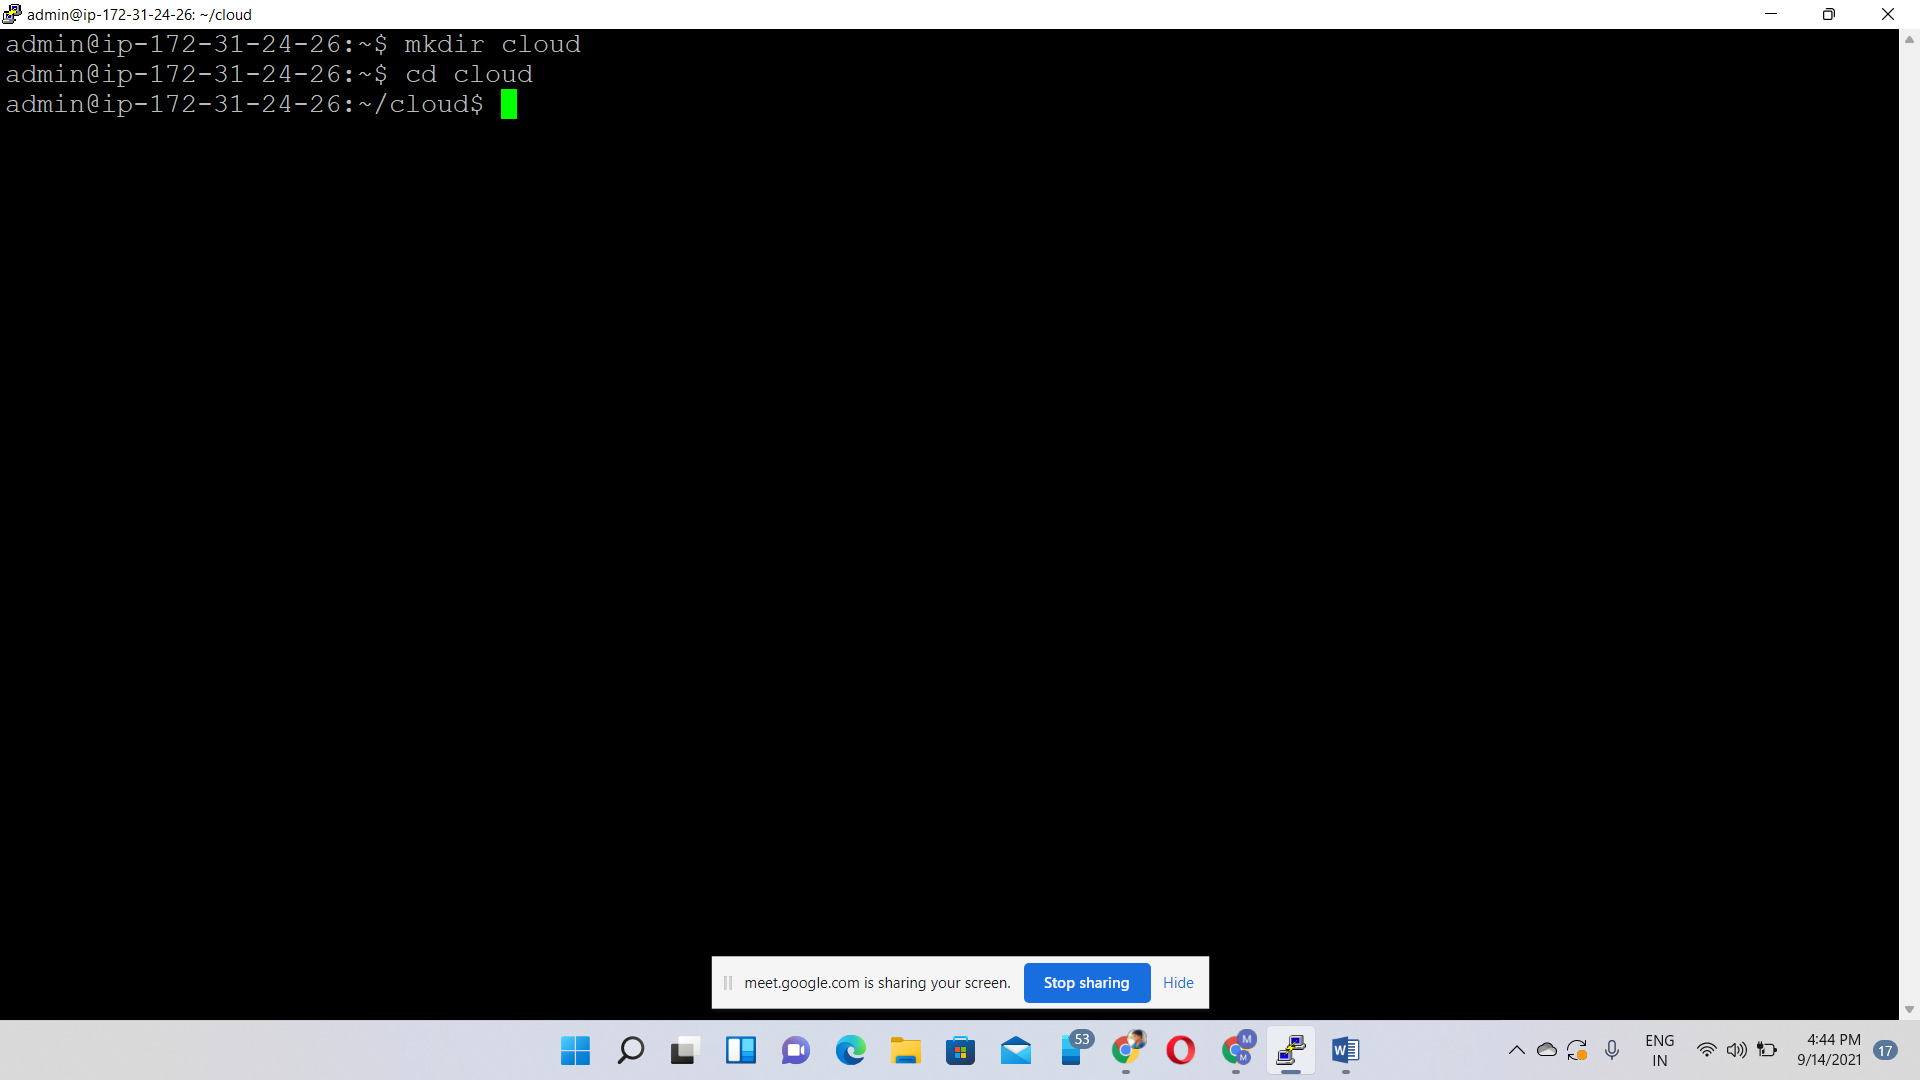 admin@ip-172-31-24-26: ~/cloud
admin@ip-172-31-24-26:~$ mkdir cloud
admin@ip-172-31-24-26:~$ cd cloud
admin@ip-172-31-24-26:~/cloud$
meet.google.com is sharing your screen. Stop sharing Hide
53
M
M
ENG
IN
4:44 PM
9/14/2021
17